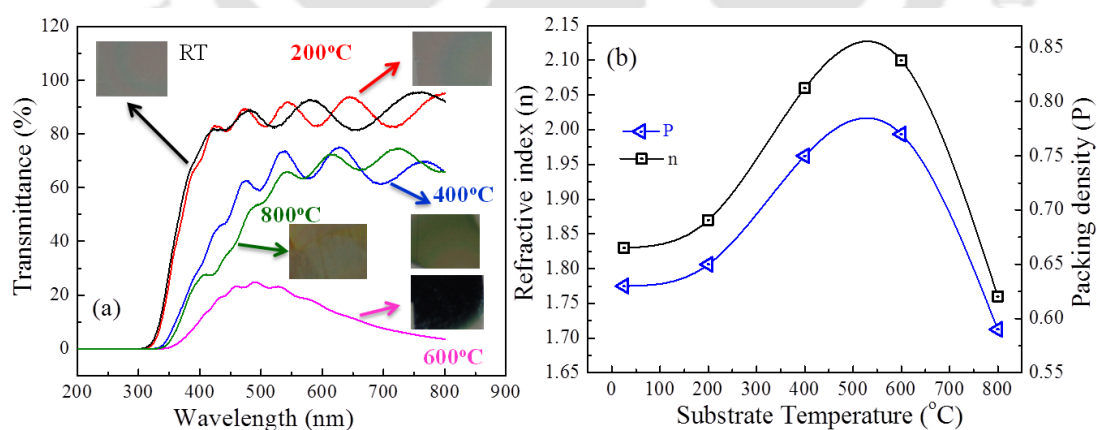 120
100
80
60
40
20
0
Transmittance (%)
RT
200°C
400°C
800°C
600°C
(a)
200 300 400 500 600 700 800 900
Wavelength (nm)
(b)
2.15
2.10
2.05
2.00
1.95
1.90
1.85
1.80
1.75
1.70
1.65
Refractive index (n)
P
n
0.85
0.80
0.75
0.70
0.65
0.60
0.55
Packing density (P)
0 100 200 300 400 500 600 700 800
Substrate Temperature (°C)